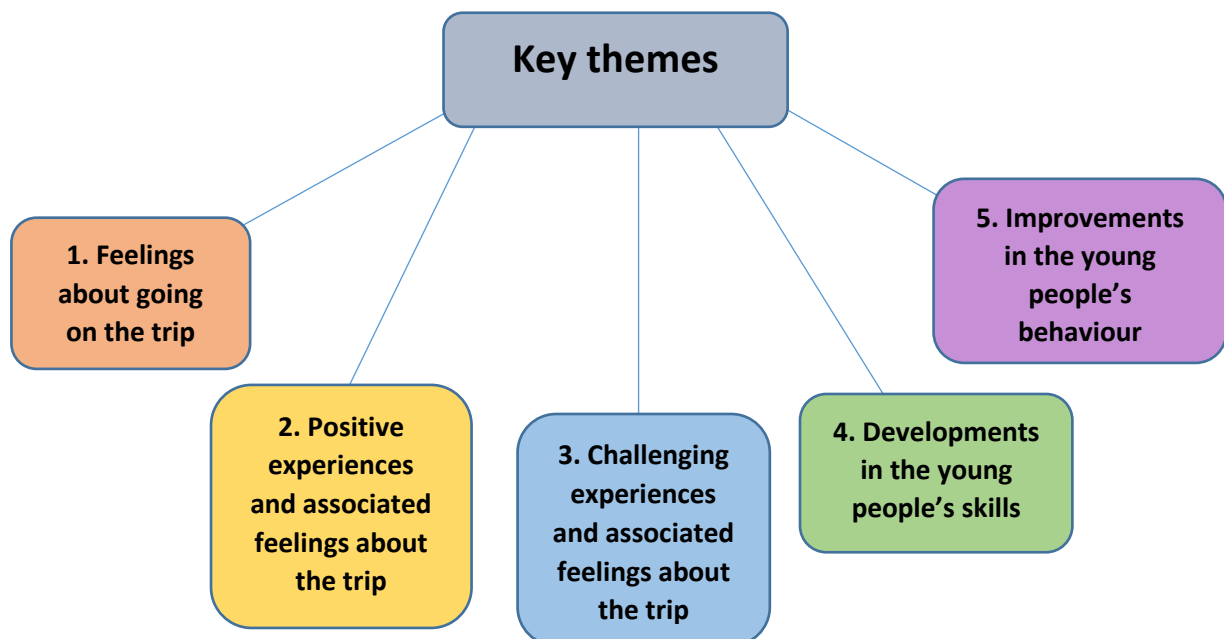 Key themes
1. Feelings
about going
on the trip
2. Positive
experiences
and associated
feelings about
the trip
3. Challenging
experiences
and associated
feelings about
the trip
4. Developments
in the young
people’s skills
5. Improvements
in the young
people’s
behaviour